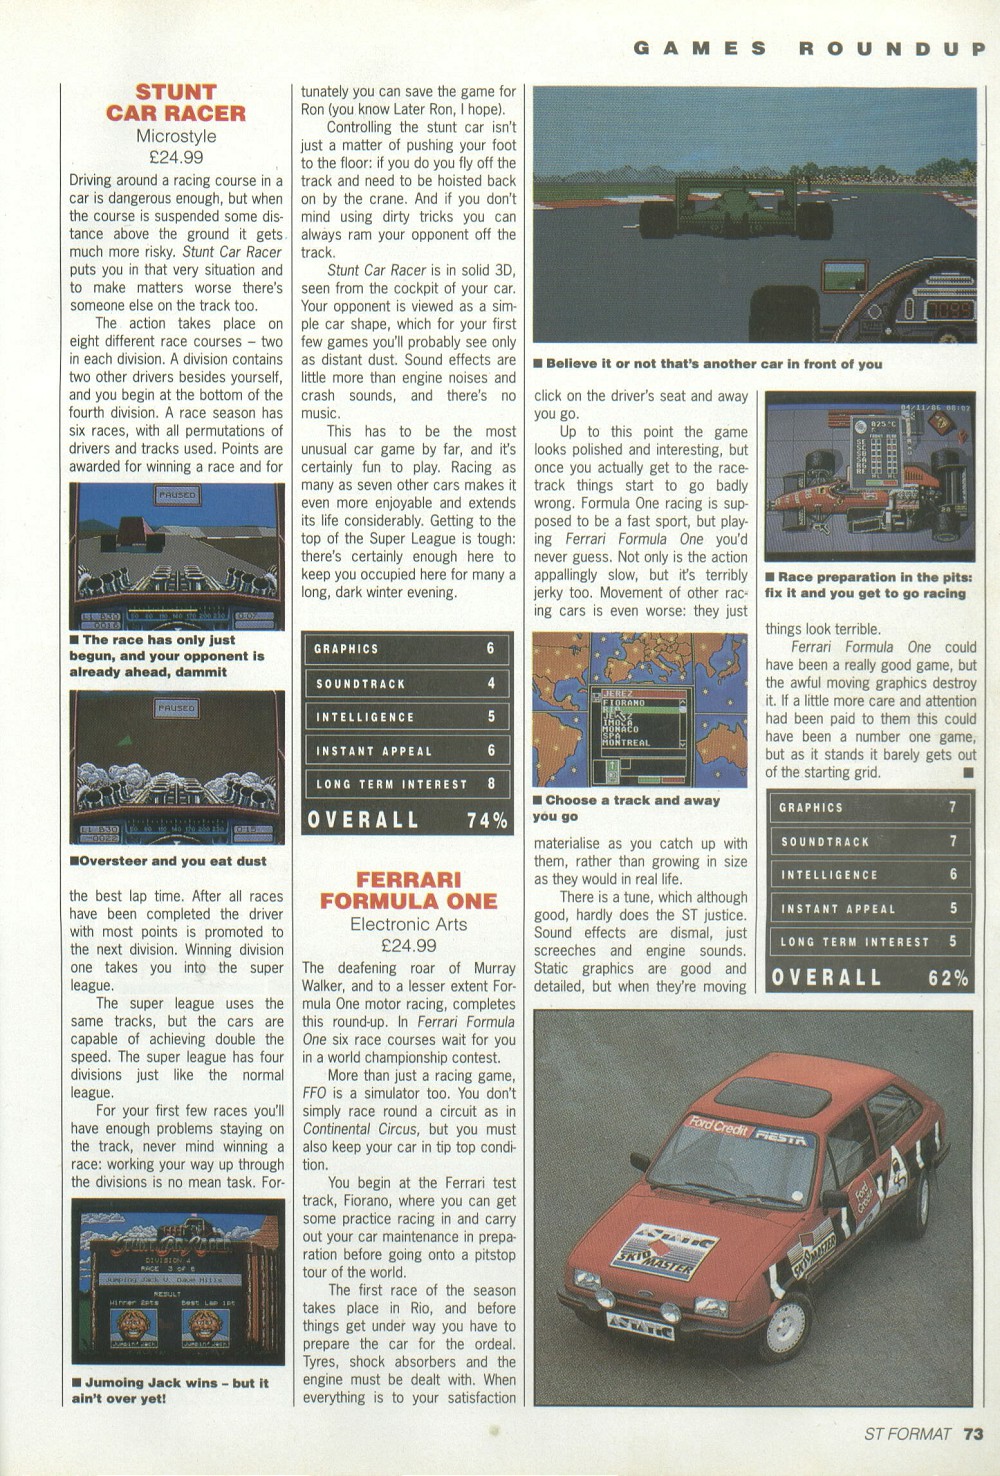 GAMES ROUNDUP
STUNT
CAR RACER
Microstyle
£24.99
Driving around a racing course in a
car is dangerous enough, but when
the course is suspended some dis-
tance above the ground it gets
much more risky. Stunt Car Racer
puts you in that very situation and
to make matters worse there's
someone else on the track too.
The action takes place on
eight different race courses – two
in each division. A division contains
two other drivers besides yourself,
and you begin at the bottom of the
fourth division. A race season has
six races, with all permutations of
drivers and tracks used. Points are
awarded for winning a race and for
PAUSED
■ The race has only just
begun, and your opponent is
already ahead, dammit
PAUSED
■Oversteer and you eat dust
the best lap time. After all races
have been completed the driver
with most points is promoted to
the next division. Winning division
one takes you into the super
league.
The super league uses the
same tracks, but the cars are
capable of achieving double the
speed. The super league has four
divisions just like the normal
league.
For your first few races you'll
have enough problems staying on
the track, never mind winning a
race: working your way up through
the divisions is no mean task. For-
STUNT CAR RACER
DIVISION 4
RACE 3 of 6
Jumping Jack V. Dave
RESULT
Winner 2pts Best Lap 1pt
Jumpin' Jack Jumpin' Jack
■ Jumoing Jack wins – but it
ain't over yet!
tunately you can save the game for
Ron (you know Later Ron, I hope).
Controlling the stunt car isn't
just a matter of pushing your foot
to the floor: if you do you fly off the
track and need to be hoisted back
on by the crane. And if you don't
mind using dirty tricks you can
always ram your opponent off the
track.
Stunt Car Racer is in solid 3D,
seen from the cockpit of your car.
Your opponent is viewed as a sim-
ple car shape, which for your first
few games you'll probably see only
as distant dust. Sound effects are
little more than engine noises and
crash sounds, and there's no
music.
This has to be the most
unusual car game by far, and it's
certainly fun to play. Racing as
many as seven other cars makes it
even more enjoyable and extends
its life considerably. Getting to the
top of the Super League is tough:
there's certainly enough here to
keep you occupied here for many a
long, dark winter evening.
GRAPHICS 6
SOUNDTRACK 4
INTELLIGENCE 5
INSTANT APPEAL 6
LONG TERM INTEREST 8
OVERALL 74%
FERRARI
FORMULA ONE
Electronic Arts
£24.99
The deafening roar of Murray
Walker, and to a lesser extent For-
mula One motor racing, completes
this round-up. In Ferrari Formula
One six race courses wait for you
in a world championship contest.
More than just a racing game,
FFO is a simulator too. You don't
simply race round a circuit as in
Continental Circus, but you must
also keep your car in tip top condi-
tion.
You begin at the Ferrari test
track, Fiorano, where you can get
some practice racing in and carry
out your car maintenance in prepa-
ration before going onto a pitstop
tour of the world.
The first race of the season
takes place in Rio, and before
things get under way you have to
prepare the car for the ordeal.
Tyres, shock absorbers and the
engine must be dealt with. When
everything is to your satisfaction
■ Believe it or not that's another car in front of you
click on the driver's seat and away
you go.
Up to this point the game
looks polished and interesting, but
once you actually get to the race-
track things start to go badly
wrong. Formula One racing is sup-
posed to be a fast sport, but play-
ing Ferrari Formula One you'd
never guess. Not only is the action
appallingly slow, but it's terribly
jerky too. Movement of other rac-
ing cars is even worse: they just
JEREZ
FIORANO
RIO
JEREZ
IMOLA
MONACO
SPA
MONTREAL
■ Choose a track and away
you go
materialise as you catch up with
them, rather than growing in size
as they would in real life.
There is a tune, which although
good, hardly does the ST justice.
Sound effects are dismal, just
screeches and engine sounds.
Static graphics are good and
detailed, but when they're moving
■ Race preparation in the pits:
fix it and you get to go racing
things look terrible.
Ferrari Formula One could
have been a really good game, but
the awful moving graphics destroy
it. If a little more care and attention
had been paid to them this could
have been a number one game,
but as it stands it barely gets out
of the starting grid. ■
GRAPHICS 7
SOUNDTRACK 7
INTELLIGENCE 6
INSTANT APPEAL 5
LONG TERM INTEREST 5
OVERALL 62%
Ford Credit FIESTA
Ford Credit
STATIC
SKID MASTER
SKIDMASTER
ST FORMAT 73